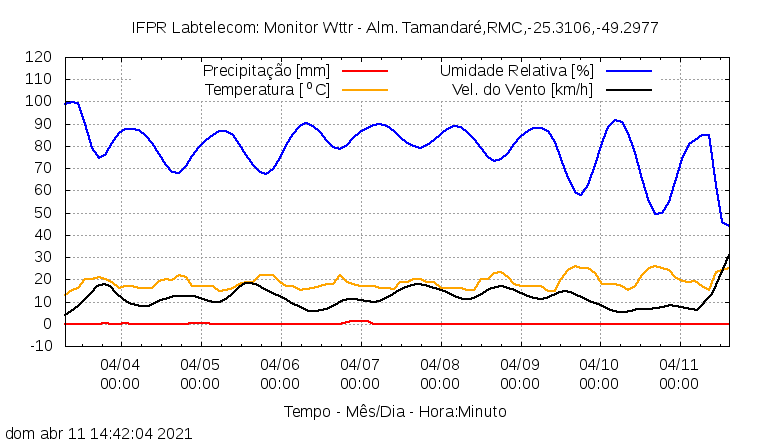 IFPR Labtelecom: Monitor Wttr - Alm. Tamandaré,RMC,-25.3106,-49.2977
120
110
100
90
80
70
60
50
40
30
20
10
0
-10
Precipitação [mm]
Temperatura [ ⁰C]
Umidade Relativa [%]
Vel. do Vento [km/h]
04/04 04/05 04/06 04/07 04/08 04/09 04/10 04/11
00:00 00:00 00:00 00:00 00:00 00:00 00:00 00:00
Tempo - Mês/Dia - Hora:Minuto
dom abr 11 14:42:04 2021